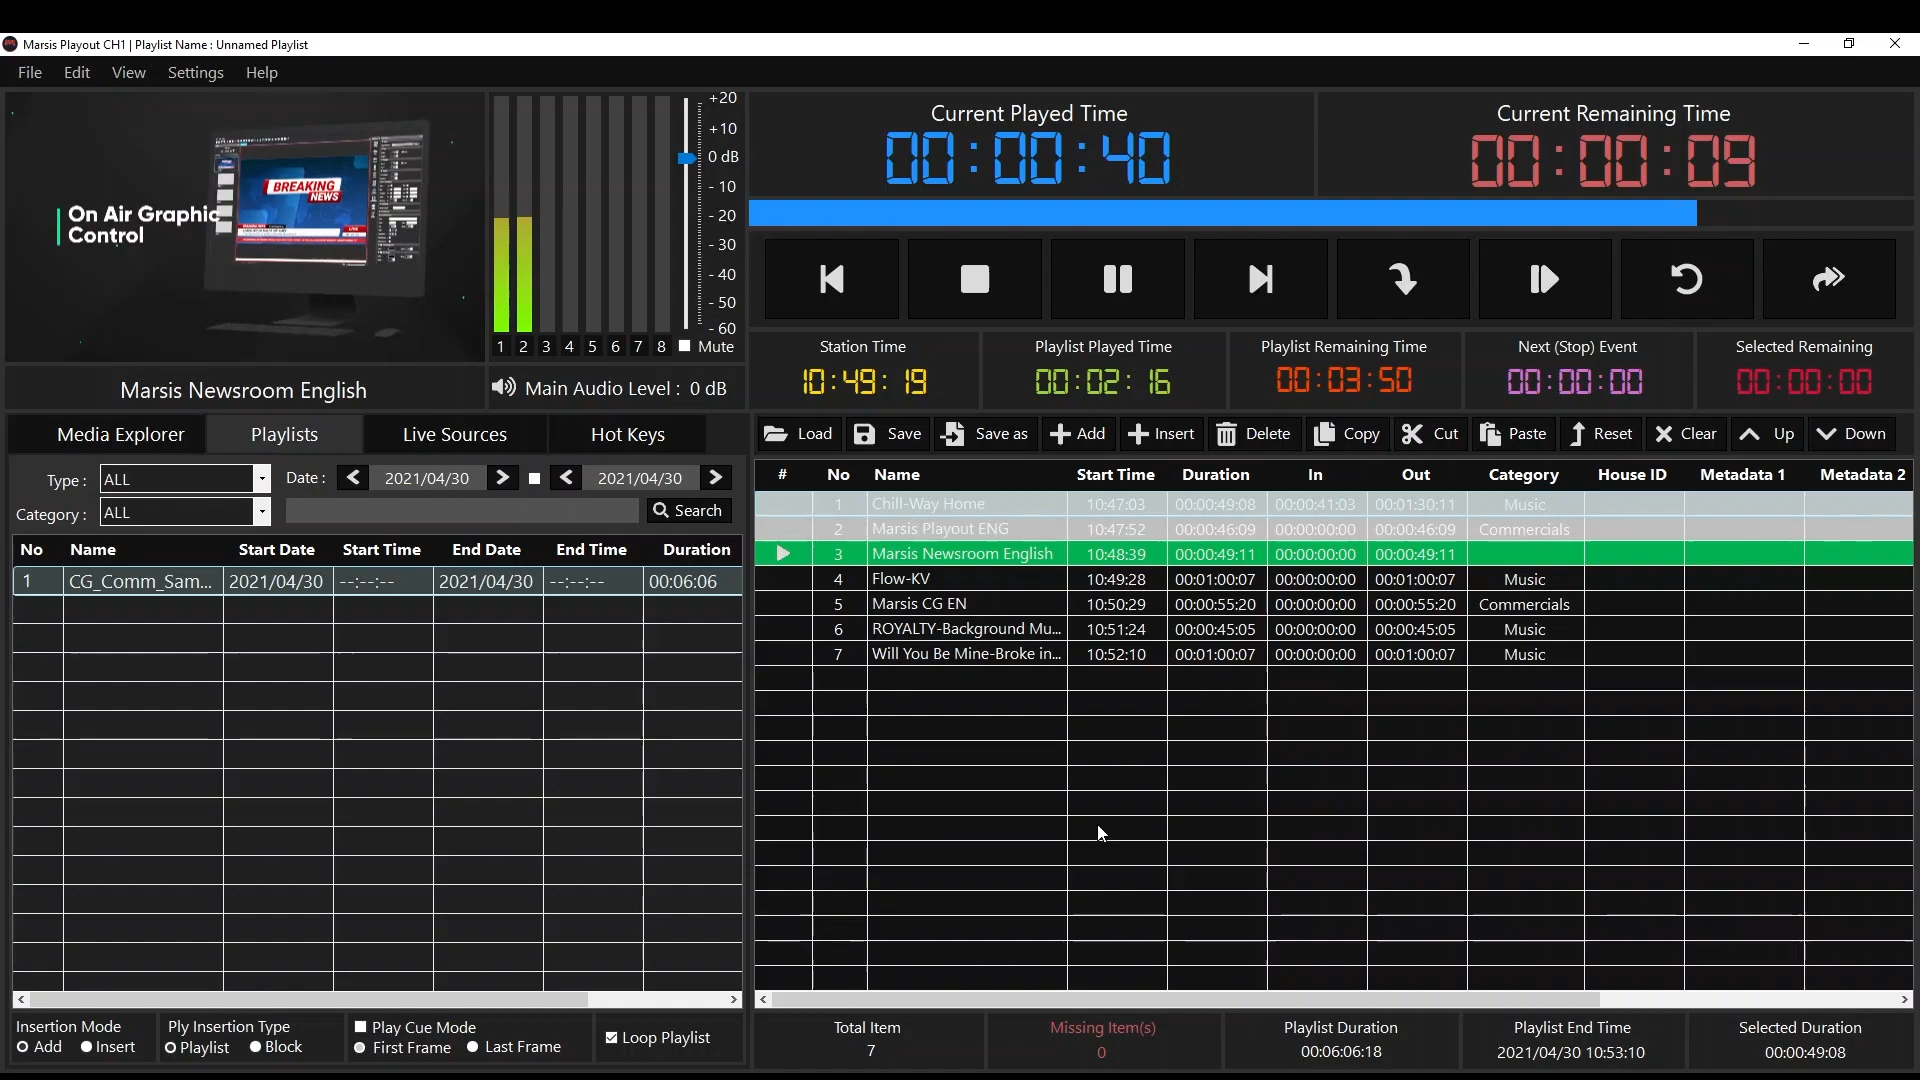 Marsis Playout CH1 | Playlist Name : Unnamed Playlist
File Edit View Settings Help
On Air Graphic
Control
BREAKING
NEWS
LIVE
+20
+10
0 dB
- 10
- 20
- 30
- 40
- 50
- 60
1 2 3 4 5 6 7 8 Mute
Marsis Newsroom English
Main Audio Level : 0 dB
Current Played Time
00:00:40
Current Remaining Time
00:00:09
Station Time
10:49:19
Playlist Played Time
00:02:16
Playlist Remaining Time
00:03:50
Next (Stop) Event
00:00:00
Selected Remaining
00:00:00
Media Explorer Playlists Live Sources Hot Keys
Type : ALL Date : 2021/04/30 2021/04/30
Category : ALL Search
No Name Start Date Start Time End Date End Time Duration
1 CG_Comm_Sam... 2021/04/30 --:--:-- 2021/04/30 --:--:-- 00:06:06
Load Save Save as Add Insert Delete Copy Cut Paste Reset Clear Up Down
# No Name Start Time Duration In Out Category House ID Metadata 1 Metadata 2
1 Chill-Way Home 10:47:03 00:00:49:08 00:00:41:03 00:01:30:11 Music
2 Marsis Playout ENG 10:47:52 00:00:46:09 00:00:00:00 00:00:46:09 Commercials
3 Marsis Newsroom English 10:48:39 00:00:49:11 00:00:00:00 00:00:49:11
4 Flow-KV 10:49:28 00:01:00:07 00:00:00:00 00:01:00:07 Music
5 Marsis CG EN 10:50:29 00:00:55:20 00:00:00:00 00:00:55:20 Commercials
6 ROYALTY-Background Mu... 10:51:24 00:00:45:05 00:00:00:00 00:00:45:05 Music
7 Will You Be Mine-Broke in... 10:52:10 00:01:00:07 00:00:00:00 00:01:00:07 Music
Insertion Mode
Add Insert
Ply Insertion Type
Playlist Block
Play Cue Mode
First Frame Last Frame
Loop Playlist
Total Item
7
Missing Item(s)
0
Playlist Duration
00:06:06:18
Playlist End Time
2021/04/30 10:53:10
Selected Duration
00:00:49:08